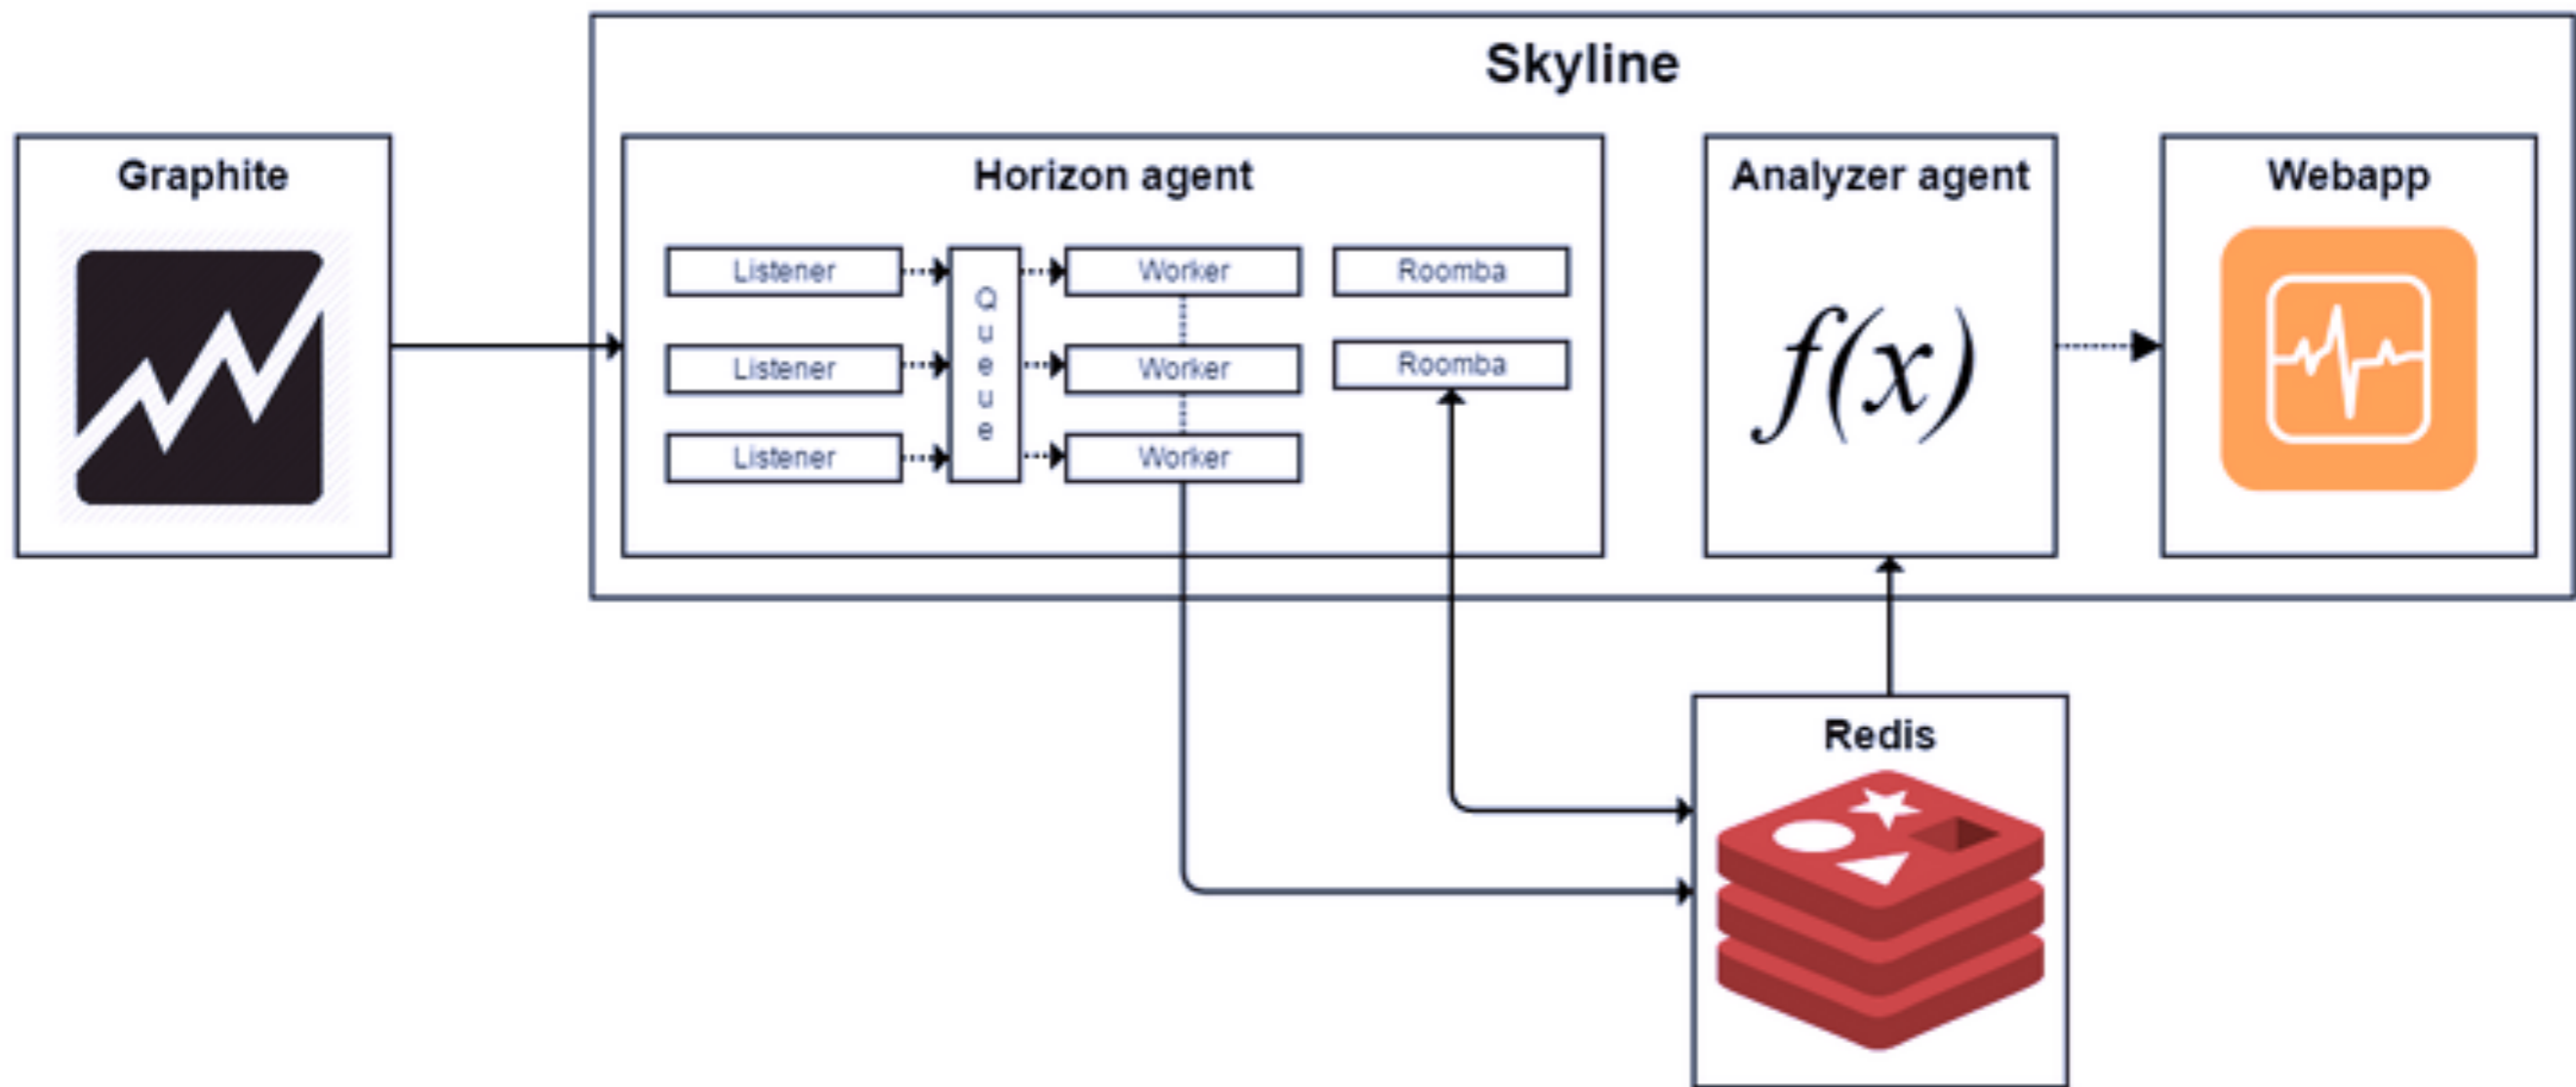 Skyline
Graphite
Horizon agent
Analyzer agent
Webapp
Listener
Worker
Roomba
Queue
Listener
Worker
Roomba
Listener
Worker
f(x)
Redis